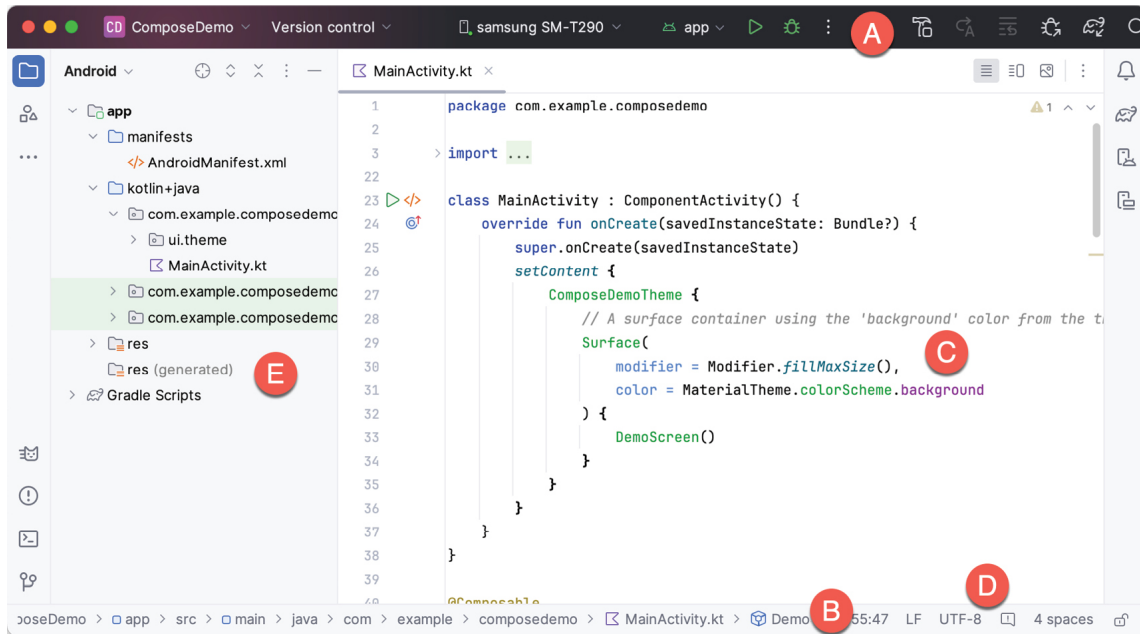 CD ComposeDemo Version control samsung SM-T290 app A
Android
MainActivity.kt
app
manifests
AndroidManifest.xml
kotlin+java
com.example.composedemo
ui.theme
MainActivity.kt
com.example.composedemo
com.example.composedemo
res
res (generated)
E
Gradle Scripts
1 package com.example.composedemo
1
2
3 import ...
22
23 class MainActivity : ComponentActivity() {
24 override fun onCreate(savedInstanceState: Bundle?) {
25 super.onCreate(savedInstanceState)
26 setContent {
27 ComposeDemoTheme {
28 // A surface container using the 'background' color from the
29 Surface(
C
30 modifier = Modifier.fillMaxSize(),
31 color = MaterialTheme.colorScheme.background
32 ) {
33 DemoScreen()
34 }
35 }
36 }
37 }
38 }
39
40 @Composable
D
poseDemo > app > src > main > java > com > example > composedemo > MainActivity.kt > Demo B 55:47 LF UTF-8 4 spaces